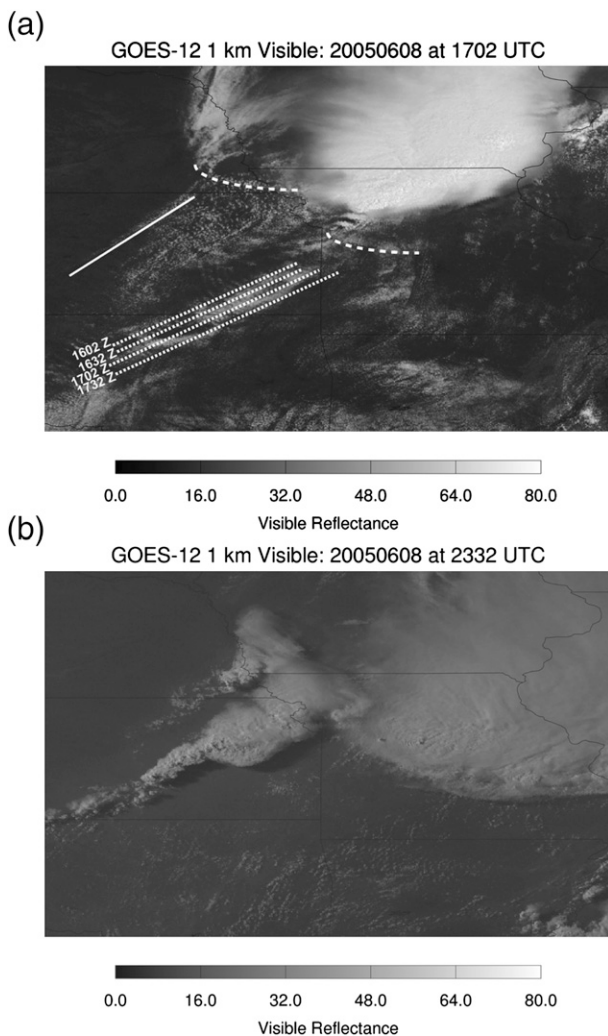 (a)
GOES-12 1 km Visible: 20050608 at 1702 UTC
1602 Z
1632 Z
1702 Z
1732 Z
0.0 16.0 32.0 48.0 64.0 80.0
Visible Reflectance
(b)
GOES-12 1 km Visible: 20050608 at 2332 UTC
0.0 16.0 32.0 48.0 64.0 80.0
Visible Reflectance